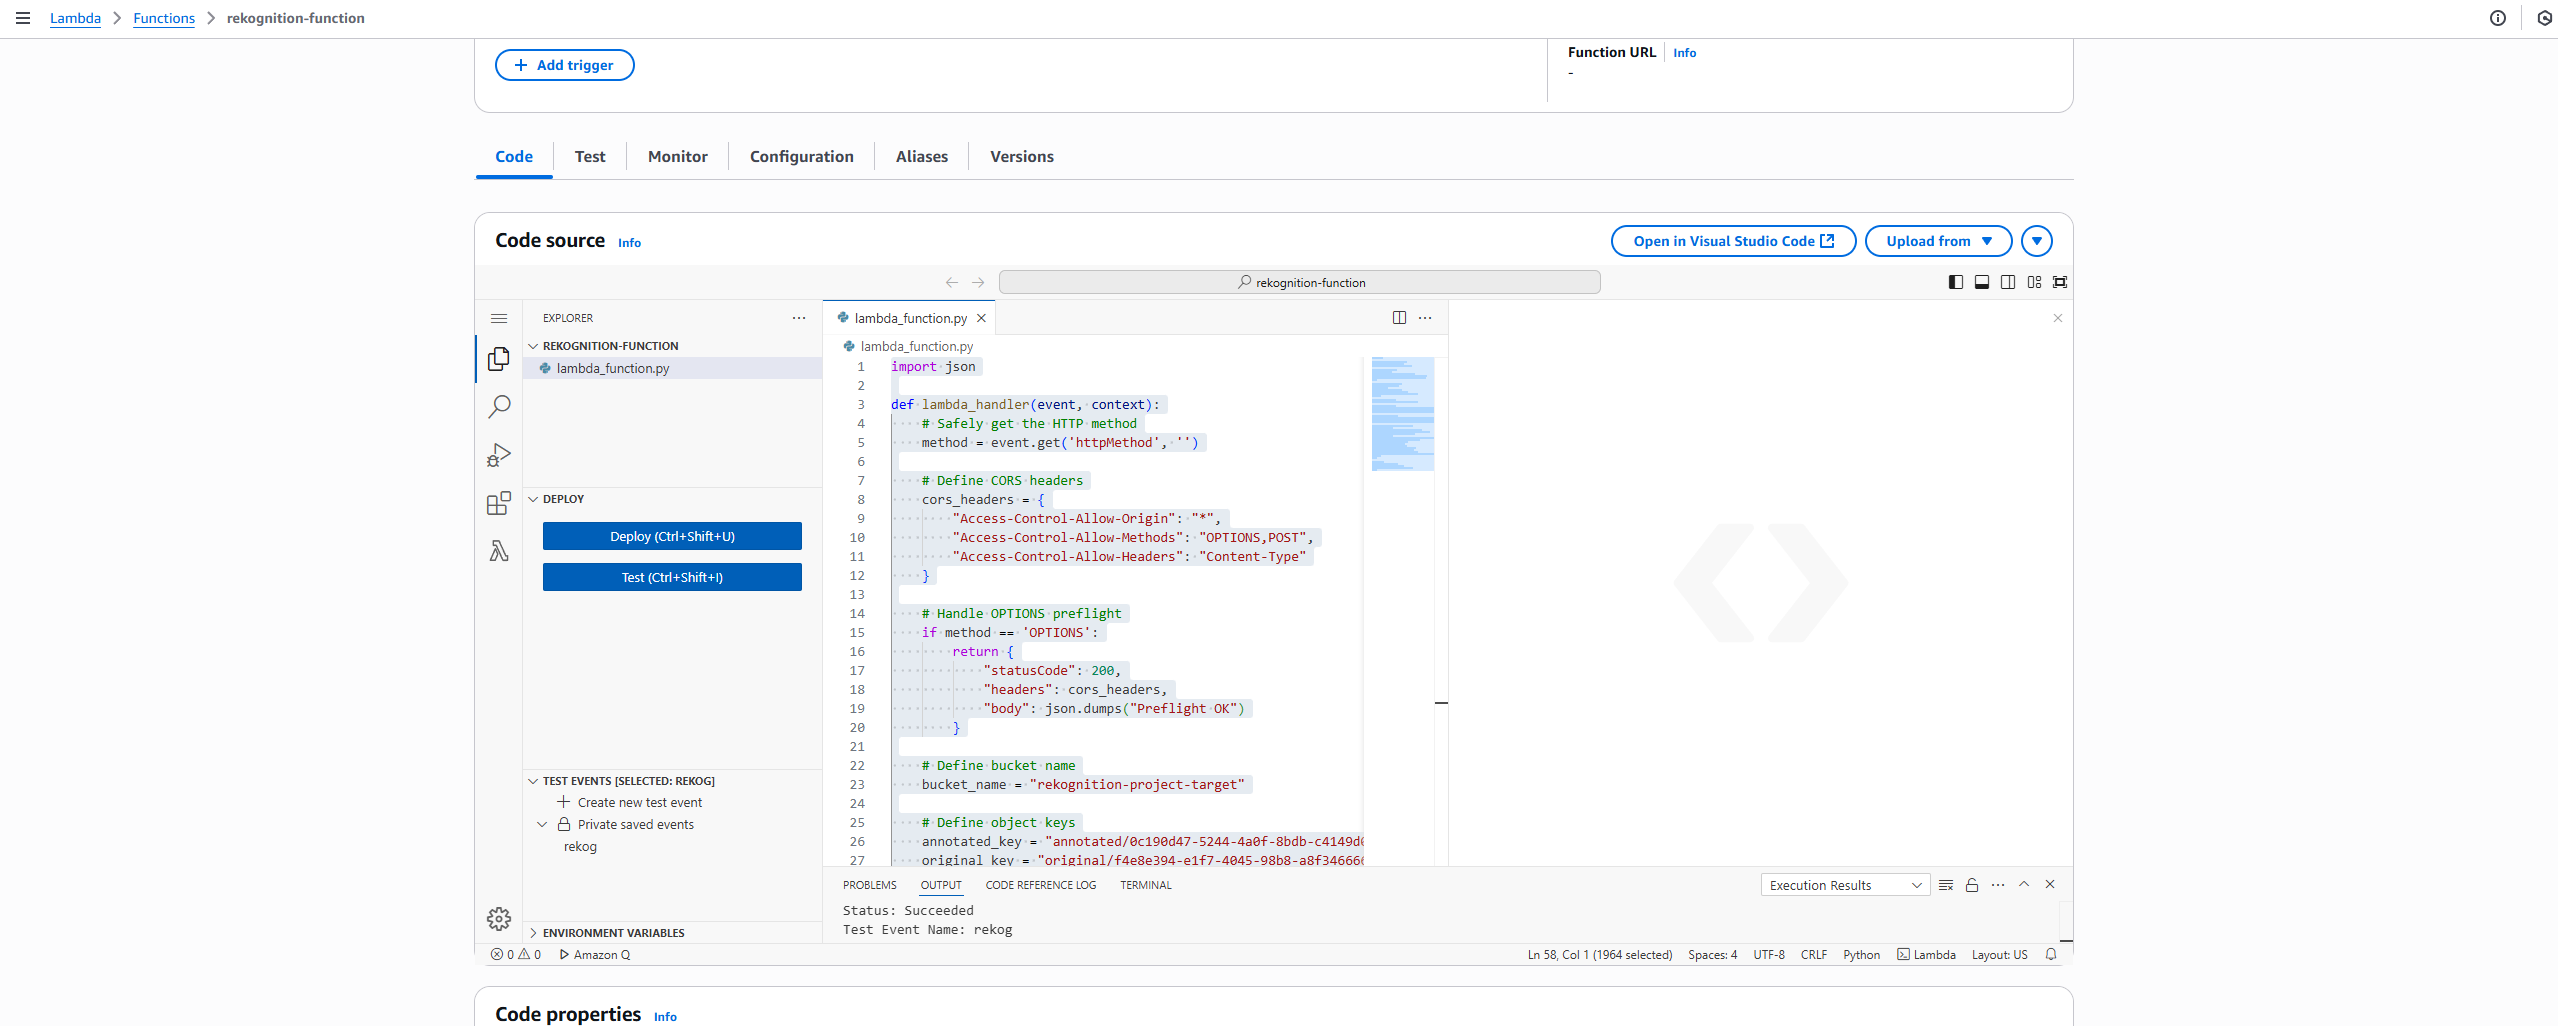 Lambda > Functions > rekognition-function
+ Add trigger
Function URL | Info
-
Code | Test | Monitor | Configuration | Aliases | Versions
Code source Info
Open in Visual Studio Code
Upload from
rekognition-function
EXPLORER
REKOGNITION-FUNCTION
lambda_function.py
DEPLOY
Deploy (Ctrl+Shift+U)
Test (Ctrl+Shift+I)
TEST EVENTS [SELECTED: REKOG]
Create new test event
Private saved events
rekog
ENVIRONMENT VARIABLES
lambda_function.py
lambda_function.py
1 import json
2
3 def lambda_handler(event, context):
4     # Safely get the HTTP method
5     method = event.get('httpMethod', '')
6
7     # Define CORS headers
8     cors_headers = {
9         "Access-Control-Allow-Origin": "*",
10         "Access-Control-Allow-Methods": "OPTIONS,POST",
11         "Access-Control-Allow-Headers": "Content-Type"
12     }
13
14     # Handle OPTIONS preflight
15     if method == 'OPTIONS':
16         return {
17             "statusCode": 200,
18             "headers": cors_headers,
19             "body": json.dumps("Preflight OK")
20         }
21
22     # Define bucket name
23     bucket_name = "rekognition-project-target"
24
25     # Define object keys
26     annotated_key = "annotated/0c190d47-5244-4a0f-8bdb-c4149d
27     original_key = "original/f4e8e394-e1f7-4045-98b8-a8f34666
PROBLEMS OUTPUT CODE REFERENCE LOG TERMINAL
Execution Results
Status: Succeeded
Test Event Name: rekog
0 0 Amazon Q
Ln 58, Col 1 (1964 selected) Spaces: 4 UTF-8 CRLF Python Lambda Layout: US
Code properties Info